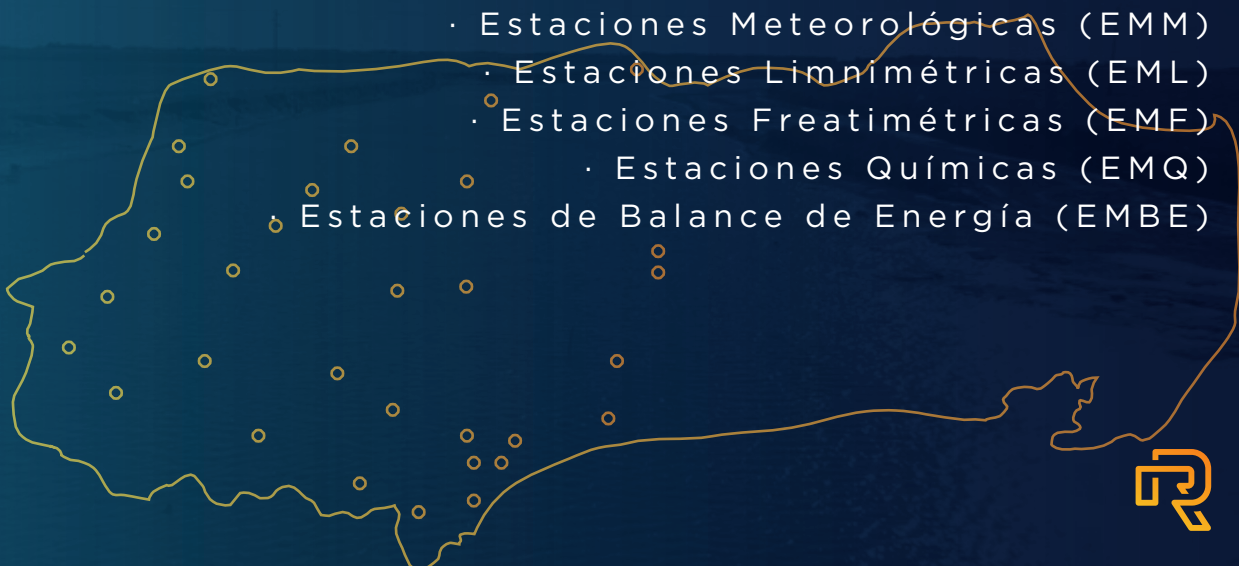 · Estaciones Meteorológicas (EMM)
· Estaciones Limnimétricas (EML)
· Estaciones Freatimétricas (EMF)
· Estaciones Químicas (EMQ)
· Estaciones de Balance de Energía (EMBE)